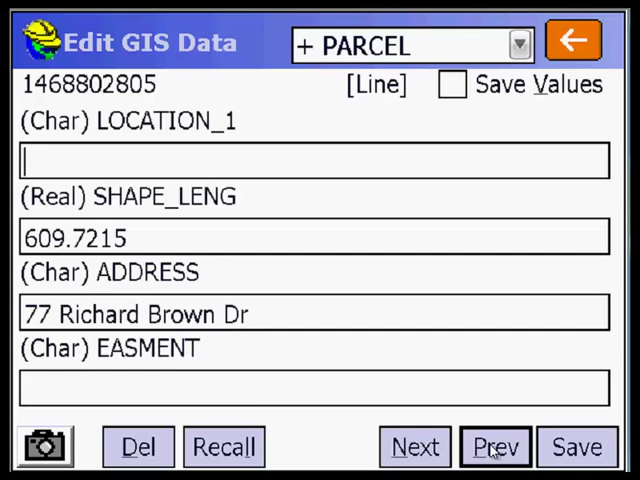 Edit GIS Data
+ PARCEL
1468802805 [Line] Save Values
(Char) LOCATION_1
(Real) SHAPE_LENG
609.7215
(Char) ADDRESS
77 Richard Brown Dr
(Char) EASMENT
Del Recall Next Prev Save